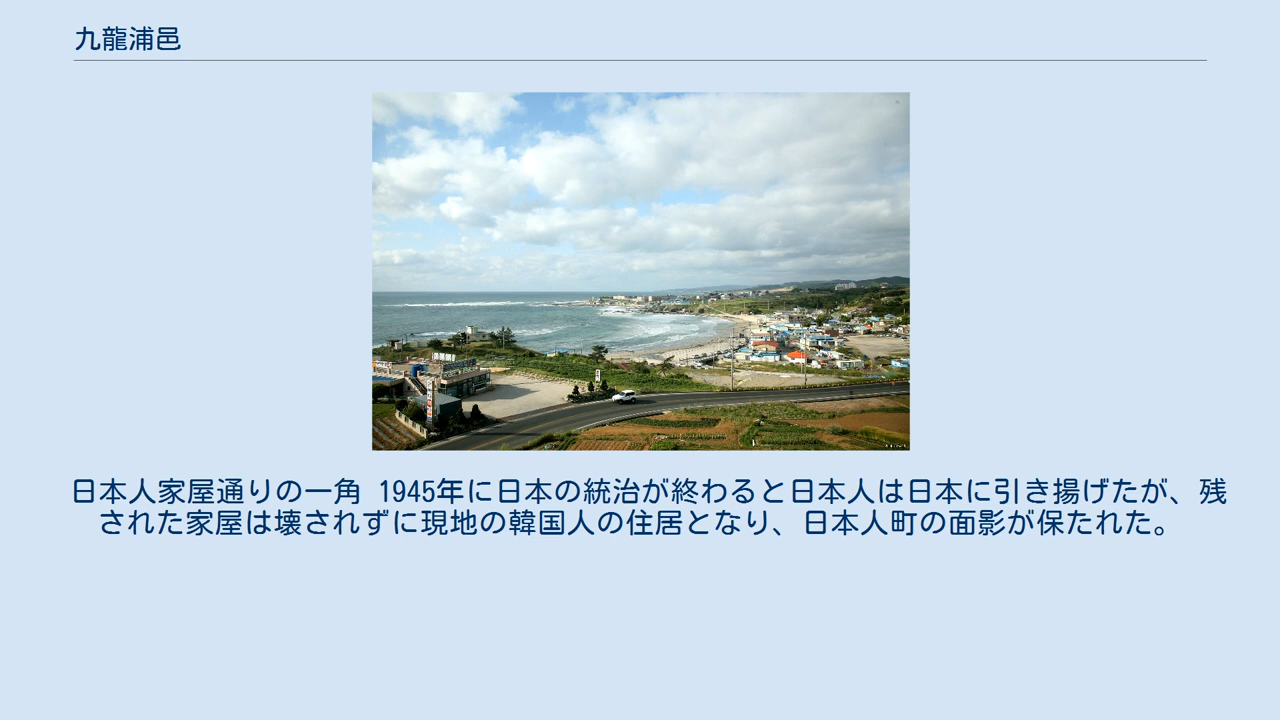 九龍浦邑
日本人家屋通りの一角 1945年に日本の統治が終わると日本人は日本に引き揚げたが、残
された家屋は壊されずに現地の韓国人の住居となり、日本人町の面影が保たれた。